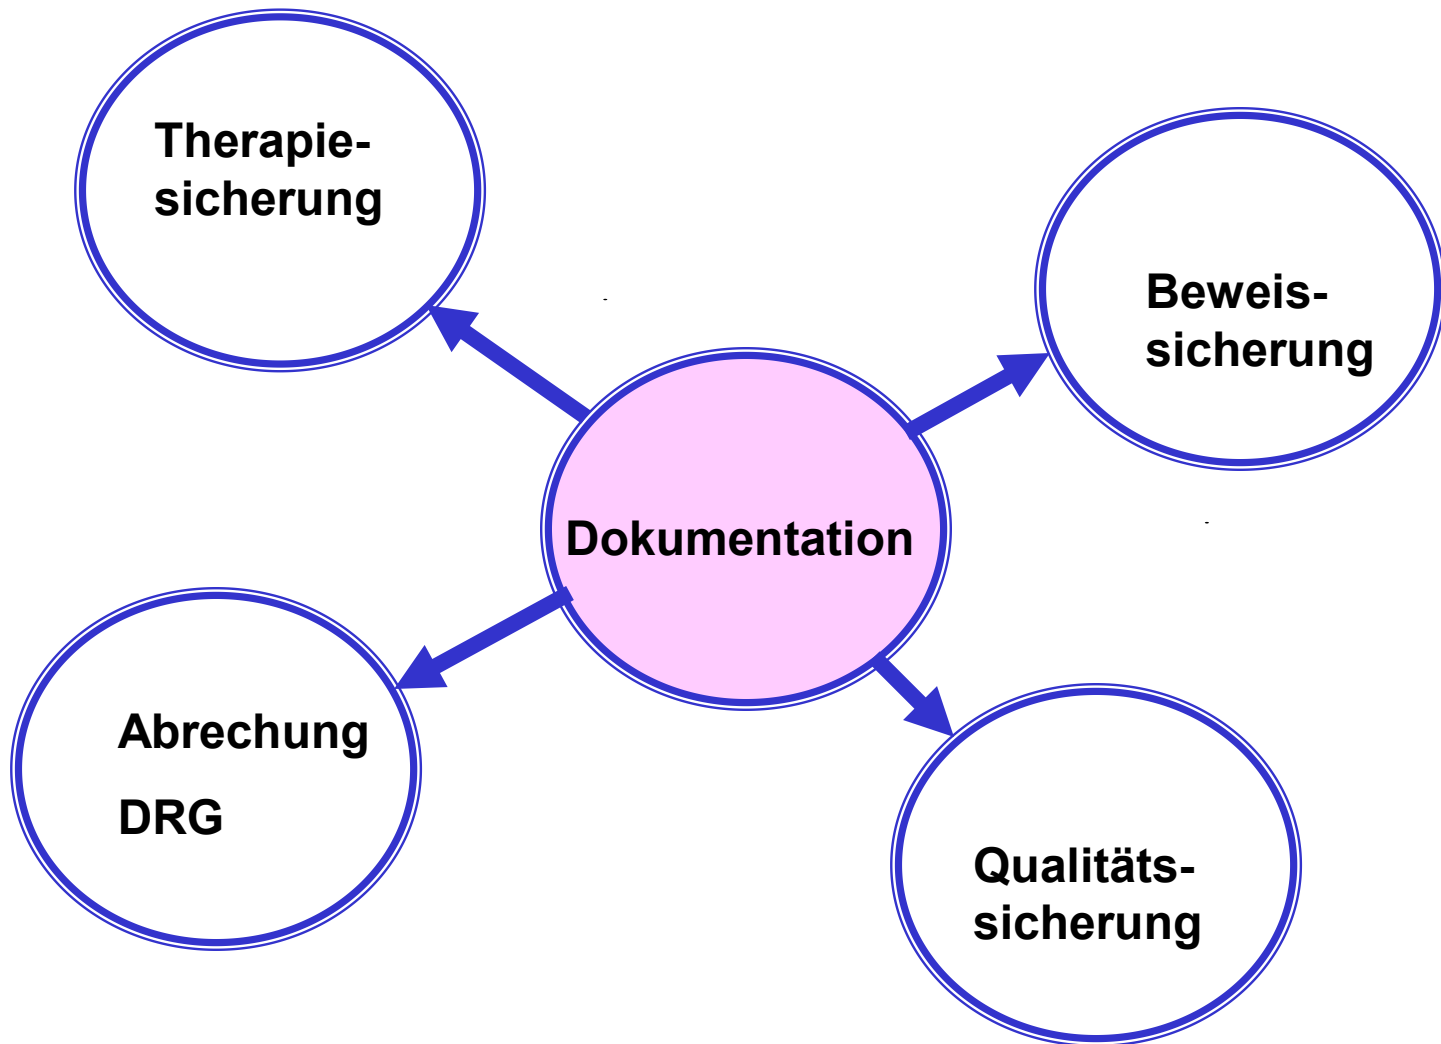 Therapie-
sicherung
Beweis-
sicherung
Dokumentation
Abrechung
DRG
Qualitäts-
sicherung